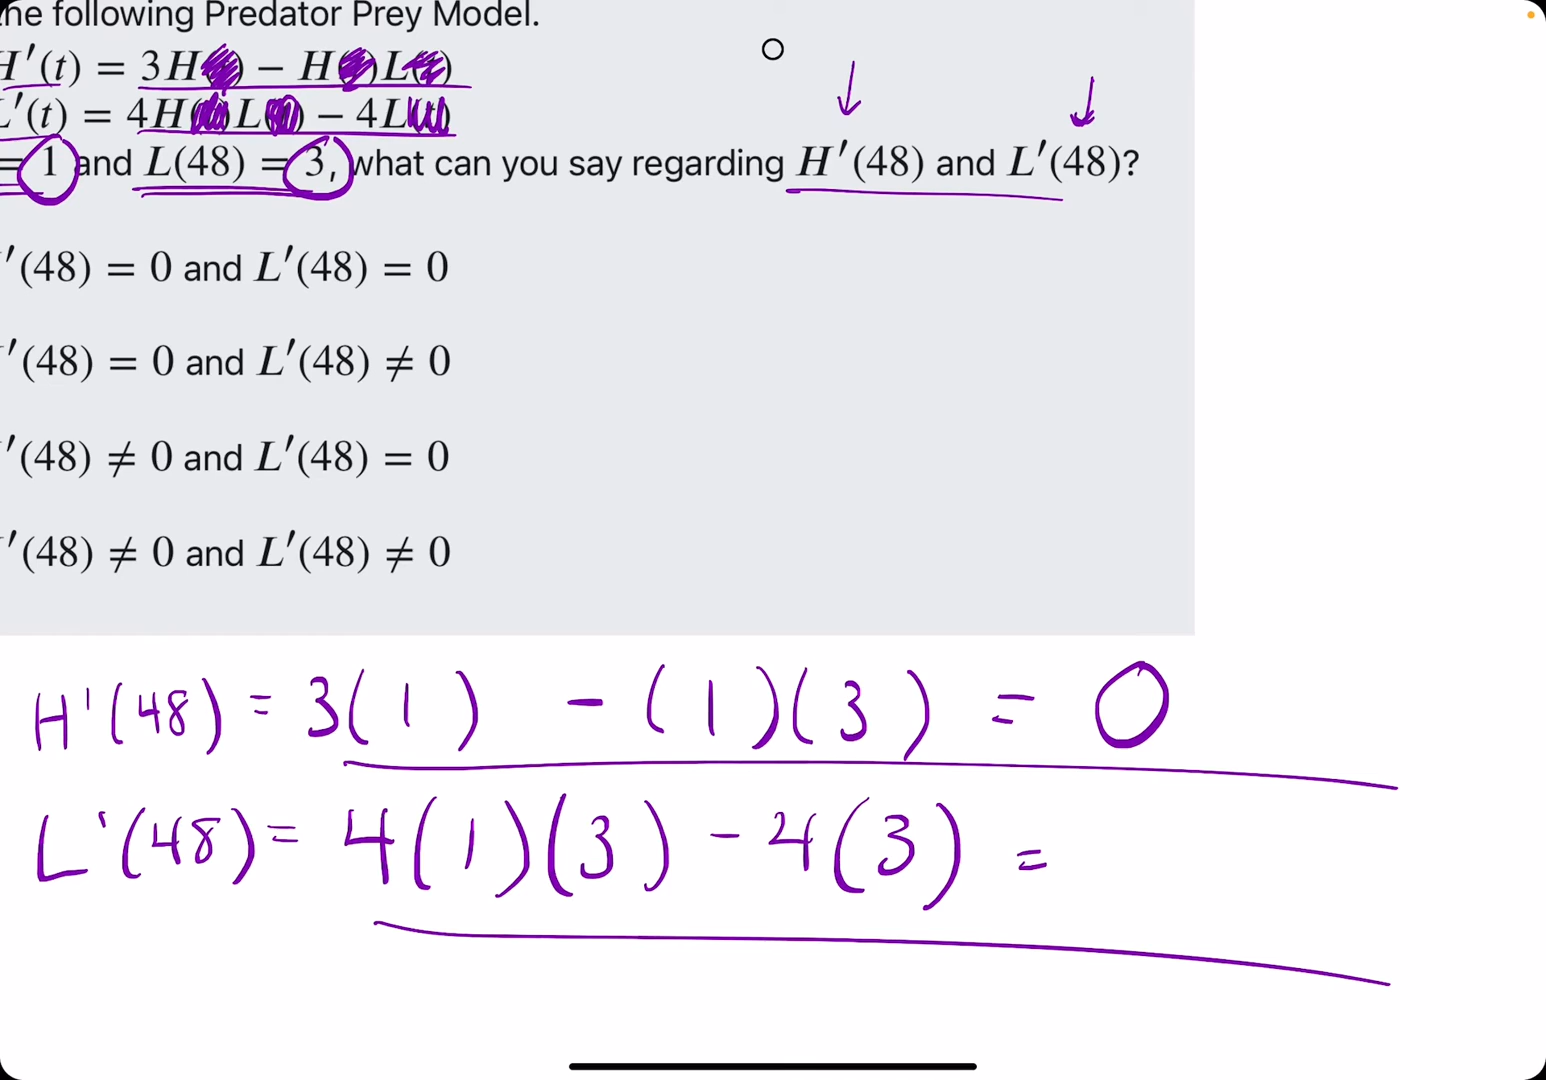 he following Predator Prey Model.
H′(t) = 3H( ) − H( )L(t)
L′(t) = 4H( )L( ) − 4L( )
= 1 and L(48) = 3, what can you say regarding H′(48) and L′(48)?
′(48) = 0 and L′(48) = 0
′(48) = 0 and L′(48) ≠ 0
′(48) ≠ 0 and L′(48) = 0
′(48) ≠ 0 and L′(48) ≠ 0
H'(48) = 3(1) - (1)(3) = 0
L'(48) = 4(1)(3) - 4(3) =